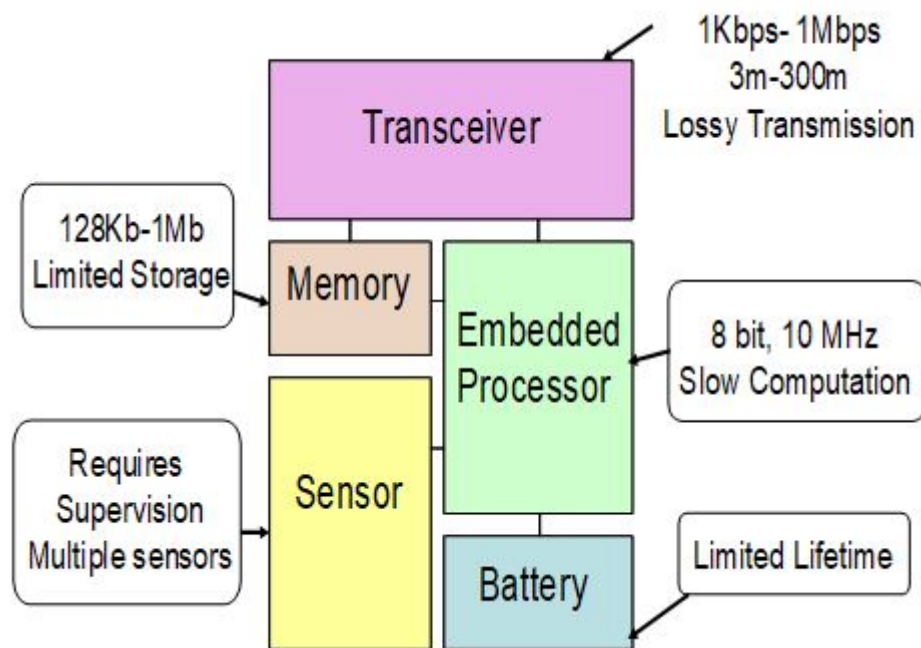 1Kbps- 1Mbps
3m-300m
Lossy Transmission
Transceiver
128Kb-1Mb
Limited Storage
Memory
Embedded
Processor
8 bit, 10 MHz
Slow Computation
Requires
Supervision
Multiple sensors
Sensor
Battery
Limited Lifetime